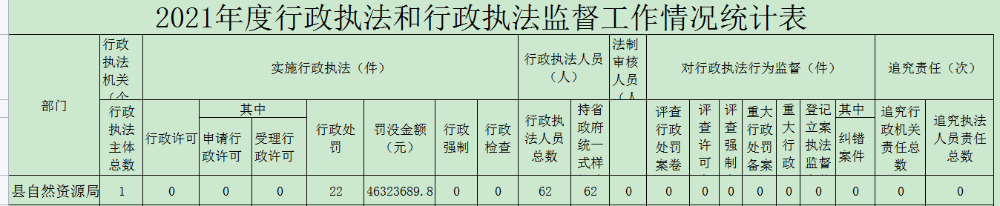 2021年度行政执法和行政执法监督工作情况统计表
部门
行政
执法
机关
(个
实施行政执法（件）
行政执法人员
（人）
法制
审核
人员
（人
对行政执法行为监督（件）
追究责任（次）
行政
执法
主体
总数
行政许可
其中
申请行
政许可
受理行
政许可
行政处
罚
罚没金额
（元）
行政
强制
行政
检查
行政执
法人员
总数
持省
政府
统一
式样
评查
行政
处罚
案卷
评
查
许
可
评
查
强
制
重大
行政
处罚
备案
重
大
行
政
登记
立案
执法
监督
其中
纠错
案件
追究行
政机关
责任总
数
追究执法
人员责任
总数
县自然资源局 1 0 0 0 22 46323689.8 0 0 62 62 0 0 0 0 0 0 0 0 0 0